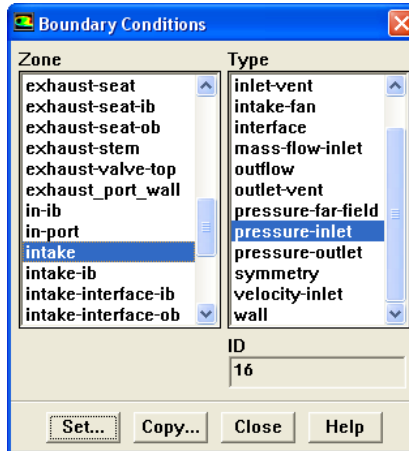 Boundary Conditions
Zone
exhaust-seat
exhaust-seat-ib
exhaust-seat-ob
exhaust-stem
exhaust-valve-top
exhaust_port_wall
in-ib
in-port
intake
intake-ib
intake-interface-ib
intake-interface-ob
Type
inlet-vent
intake-fan
interface
mass-flow-inlet
outflow
outlet-vent
pressure-far-field
pressure-inlet
pressure-outlet
symmetry
velocity-inlet
wall
ID
16
Set... Copy... Close Help